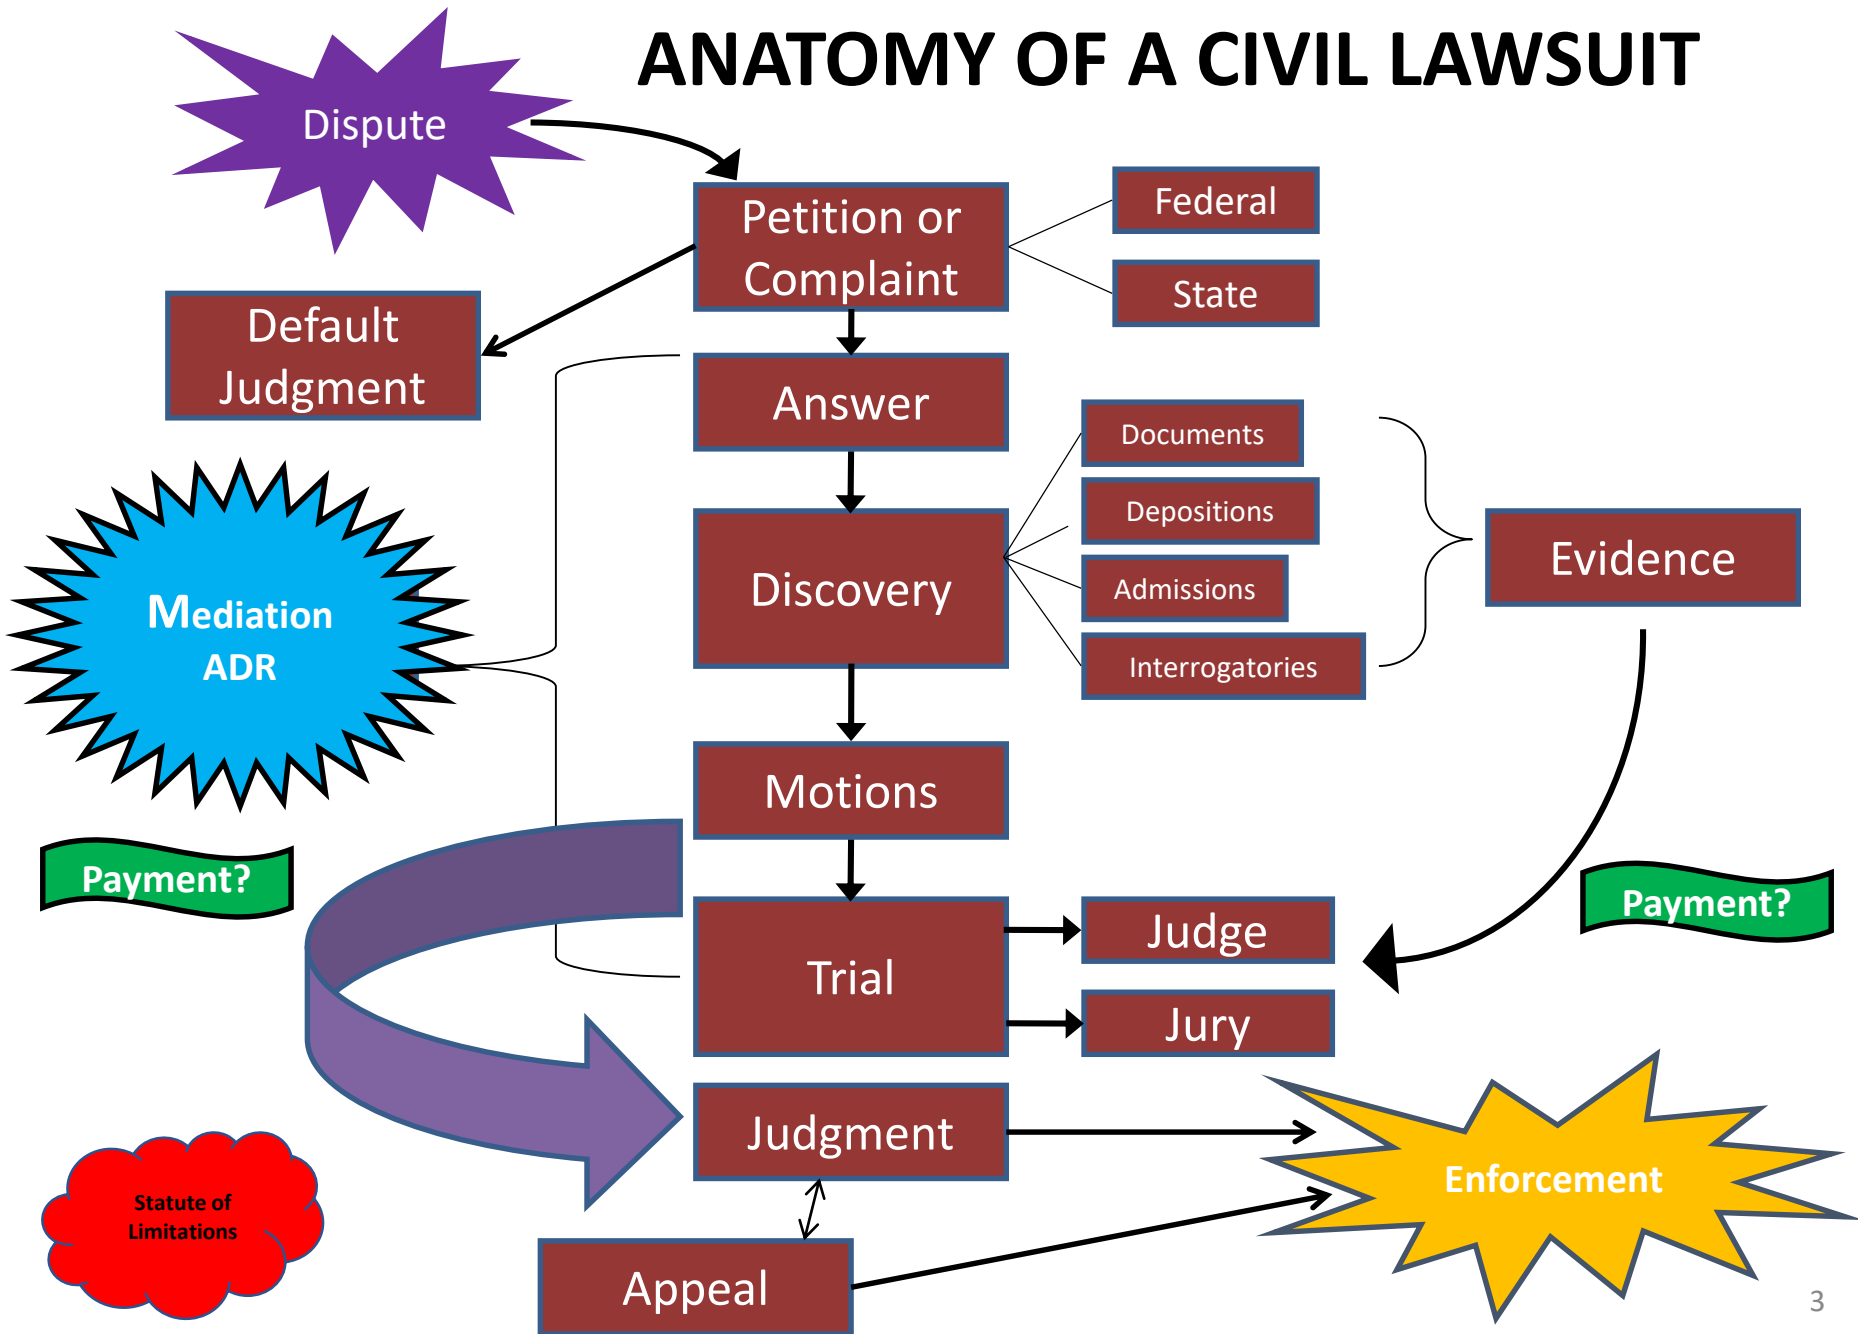 ANATOMY OF A CIVIL LAWSUIT
Dispute
Petition or
Complaint
Federal
State
Default
Judgment
Answer
Documents
Depositions
Admissions
Interrogatories
Discovery
Evidence
Mediation
ADR
Motions
Payment?
Payment?
Trial
Judge
Jury
Judgment
Enforcement
Statute of
Limitations
Appeal
3